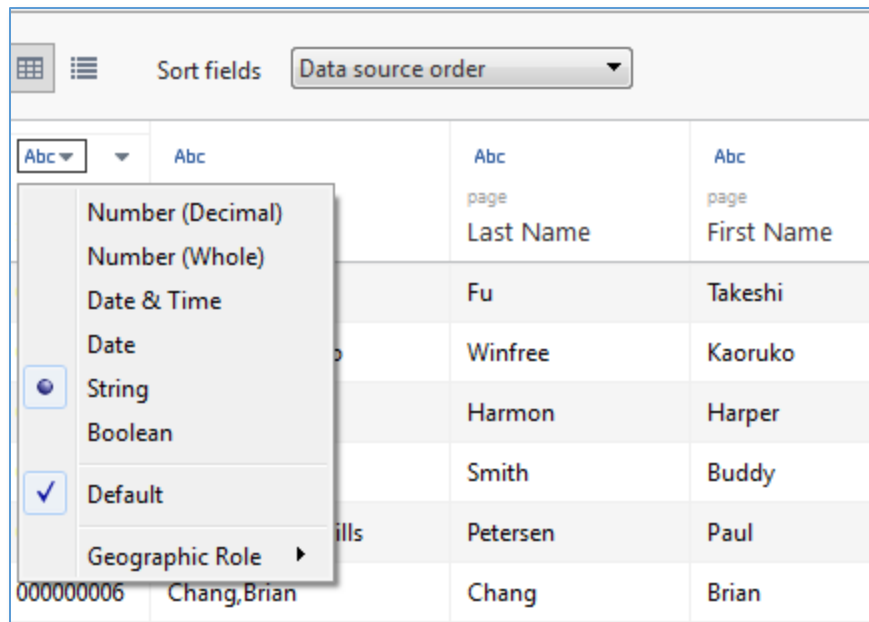 Sort fields Data source order
Abc Abc Abc Abc
page page
Last Name First Name
Number (Decimal)
Number (Whole)
Date & Time
Date
String
Boolean
Default
Geographic Role
Fu Takeshi
Winfree Kaoruko
Harmon Harper
Smith Buddy
ills Petersen Paul
000000006 Chang,Brian Chang Brian